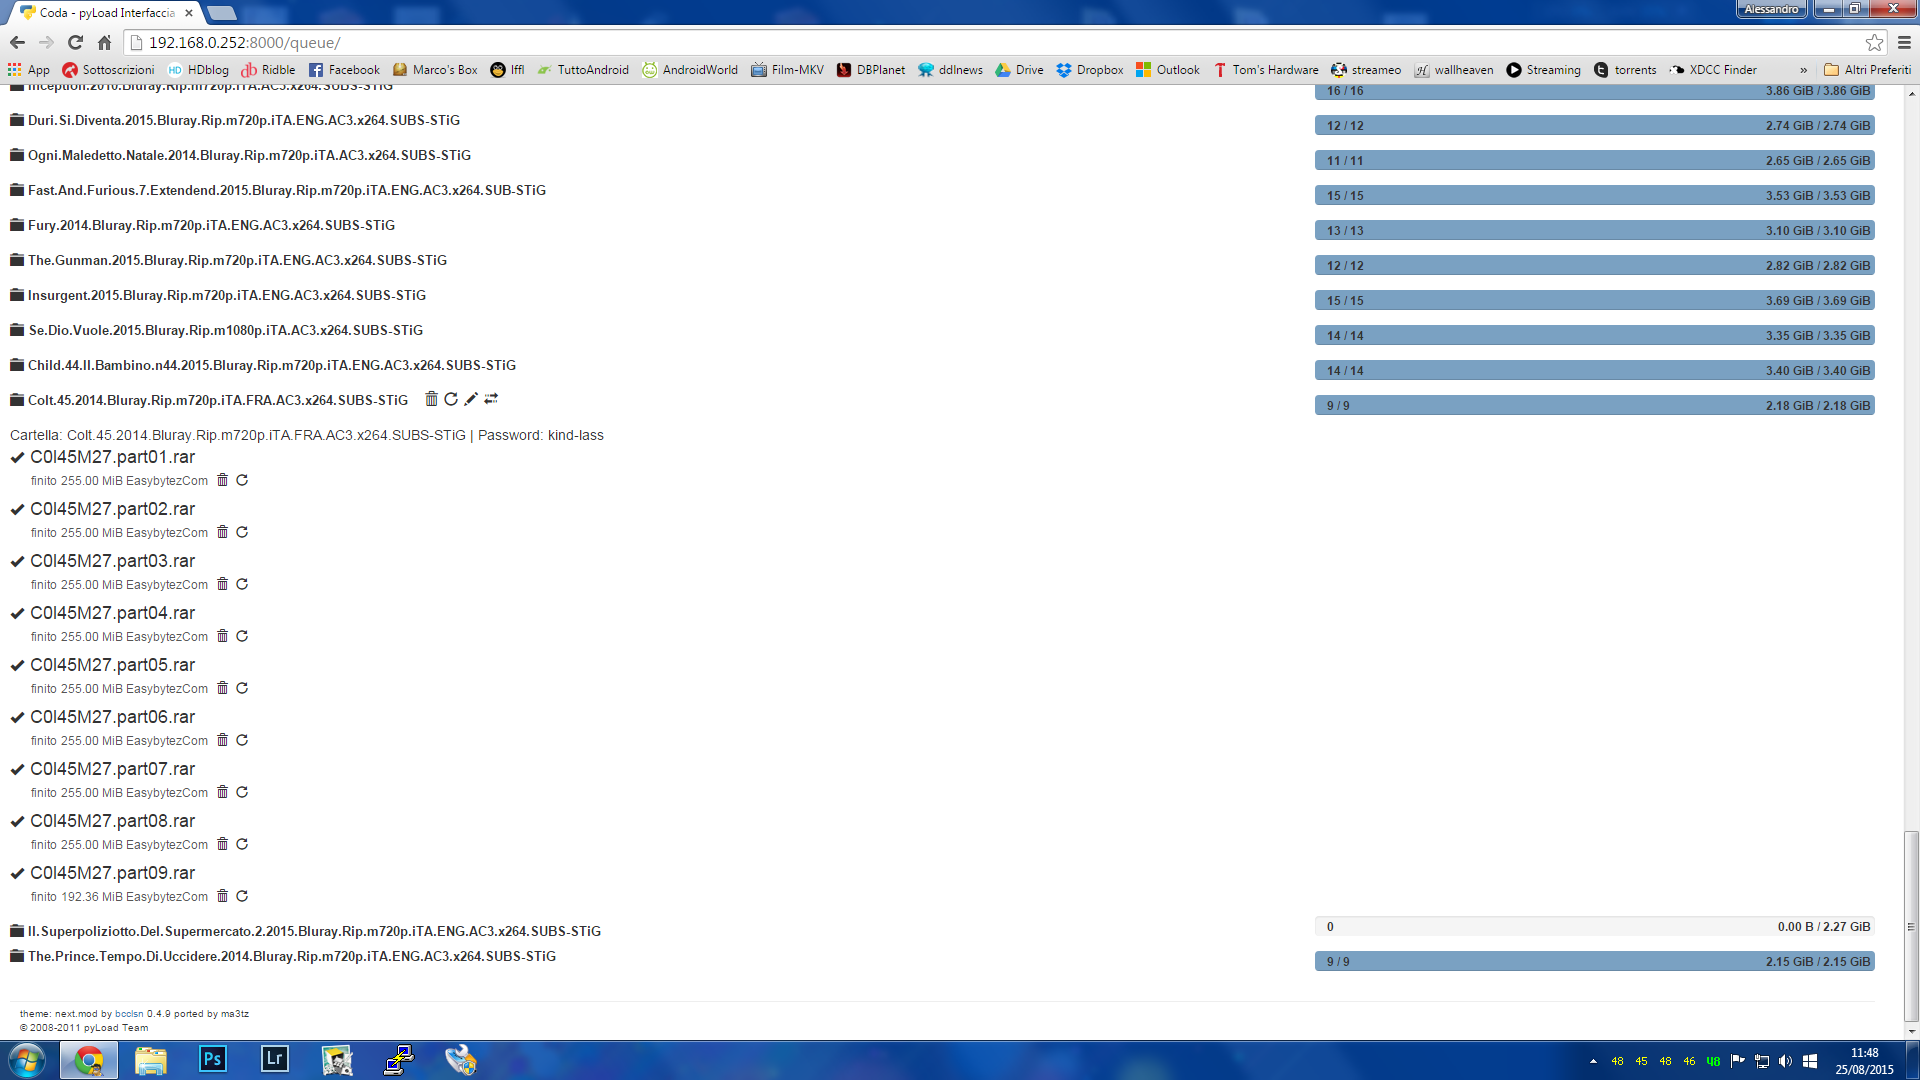 Coda - pyLoad Interfaccia
Alessandro
192.168.0.252:8000/queue/
App Sottoscrizioni HDblog Ridble Facebook Marco's Box Iffl TuttoAndroid AndroidWorld Film-MKV DBPlanet ddlnews Drive Dropbox Outlook Tom's Hardware streameo wallheaven Streaming torrents XDCC Finder » Altri Preferiti
Inception.2010.Bluray.Rip.m720p.iTA.AC3.x264.SUBS-STiG 16 / 16 3.86 GiB / 3.86 GiB
Duri.Si.Diventa.2015.Bluray.Rip.m720p.iTA.ENG.AC3.x264.SUBS-STiG 12 / 12 2.74 GiB / 2.74 GiB
Ogni.Maledetto.Natale.2014.Bluray.Rip.m720p.iTA.AC3.x264.SUBS-STiG 11 / 11 2.65 GiB / 2.65 GiB
Fast.And.Furious.7.Extendend.2015.Bluray.Rip.m720p.iTA.ENG.AC3.x264.SUB-STiG 15 / 15 3.53 GiB / 3.53 GiB
Fury.2014.Bluray.Rip.m720p.iTA.ENG.AC3.x264.SUBS-STiG 13 / 13 3.10 GiB / 3.10 GiB
The.Gunman.2015.Bluray.Rip.m720p.iTA.ENG.AC3.x264.SUBS-STiG 12 / 12 2.82 GiB / 2.82 GiB
Insurgent.2015.Bluray.Rip.m720p.iTA.ENG.AC3.x264.SUBS-STiG 15 / 15 3.69 GiB / 3.69 GiB
Se.Dio.Vuole.2015.Bluray.Rip.m1080p.iTA.AC3.x264.SUBS-STiG 14 / 14 3.35 GiB / 3.35 GiB
Child.44.Il.Bambino.n44.2015.Bluray.Rip.m720p.iTA.ENG.AC3.x264.SUBS-STiG 14 / 14 3.40 GiB / 3.40 GiB
Colt.45.2014.Bluray.Rip.m720p.iTA.FRA.AC3.x264.SUBS-STiG 9 / 9 2.18 GiB / 2.18 GiB
Cartella: Colt.45.2014.Bluray.Rip.m720p.iTA.FRA.AC3.x264.SUBS-STiG | Password: kind-lass
C0l45M27.part01.rar
finito 255.00 MiB EasybytezCom
C0l45M27.part02.rar
finito 255.00 MiB EasybytezCom
C0l45M27.part03.rar
finito 255.00 MiB EasybytezCom
C0l45M27.part04.rar
finito 255.00 MiB EasybytezCom
C0l45M27.part05.rar
finito 255.00 MiB EasybytezCom
C0l45M27.part06.rar
finito 255.00 MiB EasybytezCom
C0l45M27.part07.rar
finito 255.00 MiB EasybytezCom
C0l45M27.part08.rar
finito 255.00 MiB EasybytezCom
C0l45M27.part09.rar
finito 192.36 MiB EasybytezCom
Il.Superpoliziotto.Del.Supermercato.2.2015.Bluray.Rip.m720p.iTA.ENG.AC3.x264.SUBS-STiG 0 0.00 B / 2.27 GiB
The.Prince.Tempo.Di.Uccidere.2014.Bluray.Rip.m720p.iTA.ENG.AC3.x264.SUBS-STiG 9 / 9 2.15 GiB / 2.15 GiB
theme: next.mod by bcclsn 0.4.9 ported by ma3tz
© 2008-2011 pyLoad Team
Ps Lr 48 45 48 46 48 11:48
25/08/2015